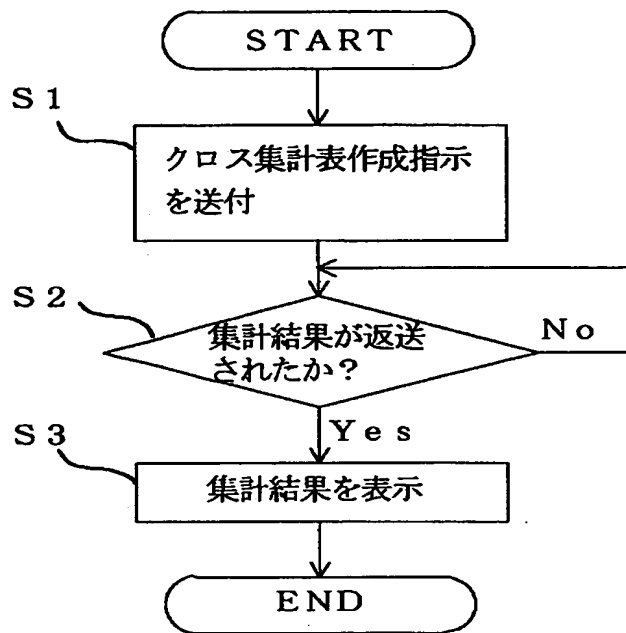 START
S1
クロス集計表作成指示
を送付
S2
集計結果が返送
されたか？
No
Yes
S3
集計結果を表示
END